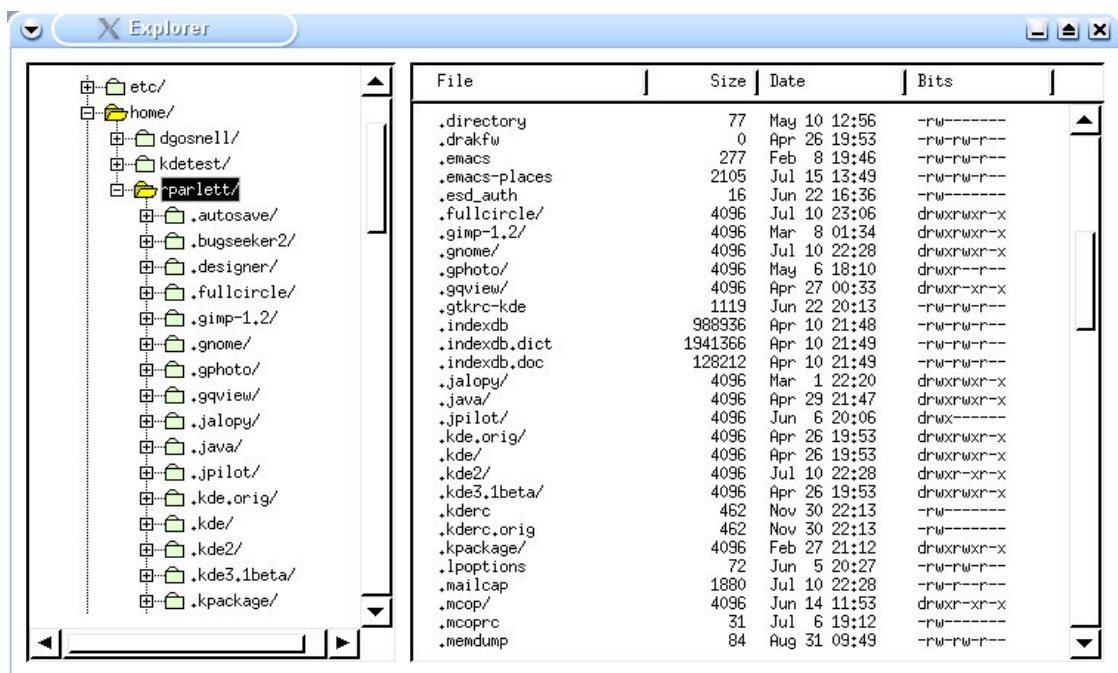 Explorer
etc/
home/
dgosnell/
kdetest/
rparlett/
.autosave/
.bugseeker2/
.designer/
.fullcircle/
.gimp-1.2/
.gnome/
.gphoto/
.gqview/
.jalopy/
.java/
.jpilot/
.kde.orig/
.kde/
.kde2/
.kde3.1beta/
.kpackage/
File Size Date Bits
.directory 77 May 10 12:56 -rw-------
.drakfw 0 Apr 26 19:53 -rw-rw-r--
.emacs 277 Feb 8 19:46 -rw-rw-r--
.emacs-places 2105 Jul 15 13:49 -rw-rw-r--
.esd_auth 16 Jun 22 16:36 -rw-------
.fullcircle/ 4096 Jul 10 23:06 drwxrwxr-x
.gimp-1.2/ 4096 Mar 8 01:34 drwxrwxr-x
.gnome/ 4096 Jul 10 22:28 drwxrwxr-x
.gphoto/ 4096 May 6 18:10 drwxr--r--
.gqview/ 4096 Apr 27 00:33 drwxr-xr-x
.gtkrc-kde 1119 Jun 22 20:13 -rw-rw-r--
.indexdb 988936 Apr 10 21:48 -rw-rw-r--
.indexdb.dict 1941366 Apr 10 21:49 -rw-rw-r--
.indexdb.doc 128212 Apr 10 21:49 -rw-rw-r--
.jalopy/ 4096 Mar 1 22:20 drwxrwxr-x
.java/ 4096 Apr 29 21:47 drwxrwxr-x
.jpilot/ 4096 Jun 6 20:06 drwx------
.kde.orig/ 4096 Apr 26 19:53 drwxrwxr-x
.kde/ 4096 Apr 26 19:53 drwxrwxr-x
.kde2/ 4096 Jul 10 22:28 drwxr-xr-x
.kde3.1beta/ 4096 Apr 26 19:53 drwxrwxr-x
.kderc 462 Nov 30 22:13 -rw-------
.kderc.orig 462 Nov 30 22:13 -rw-------
.kpackage/ 4096 Feb 27 21:12 drwxrwxr-x
.lpoptions 72 Jun 5 20:27 -rw-rw-r--
.mailcap 1880 Jul 10 22:28 -rw-rw-r--
.mcop/ 4096 Jun 14 11:53 drwxr-xr-x
.mcoprc 31 Jul 6 19:12 -rw-------
.memdump 84 Aug 31 09:49 -rw-rw-r--